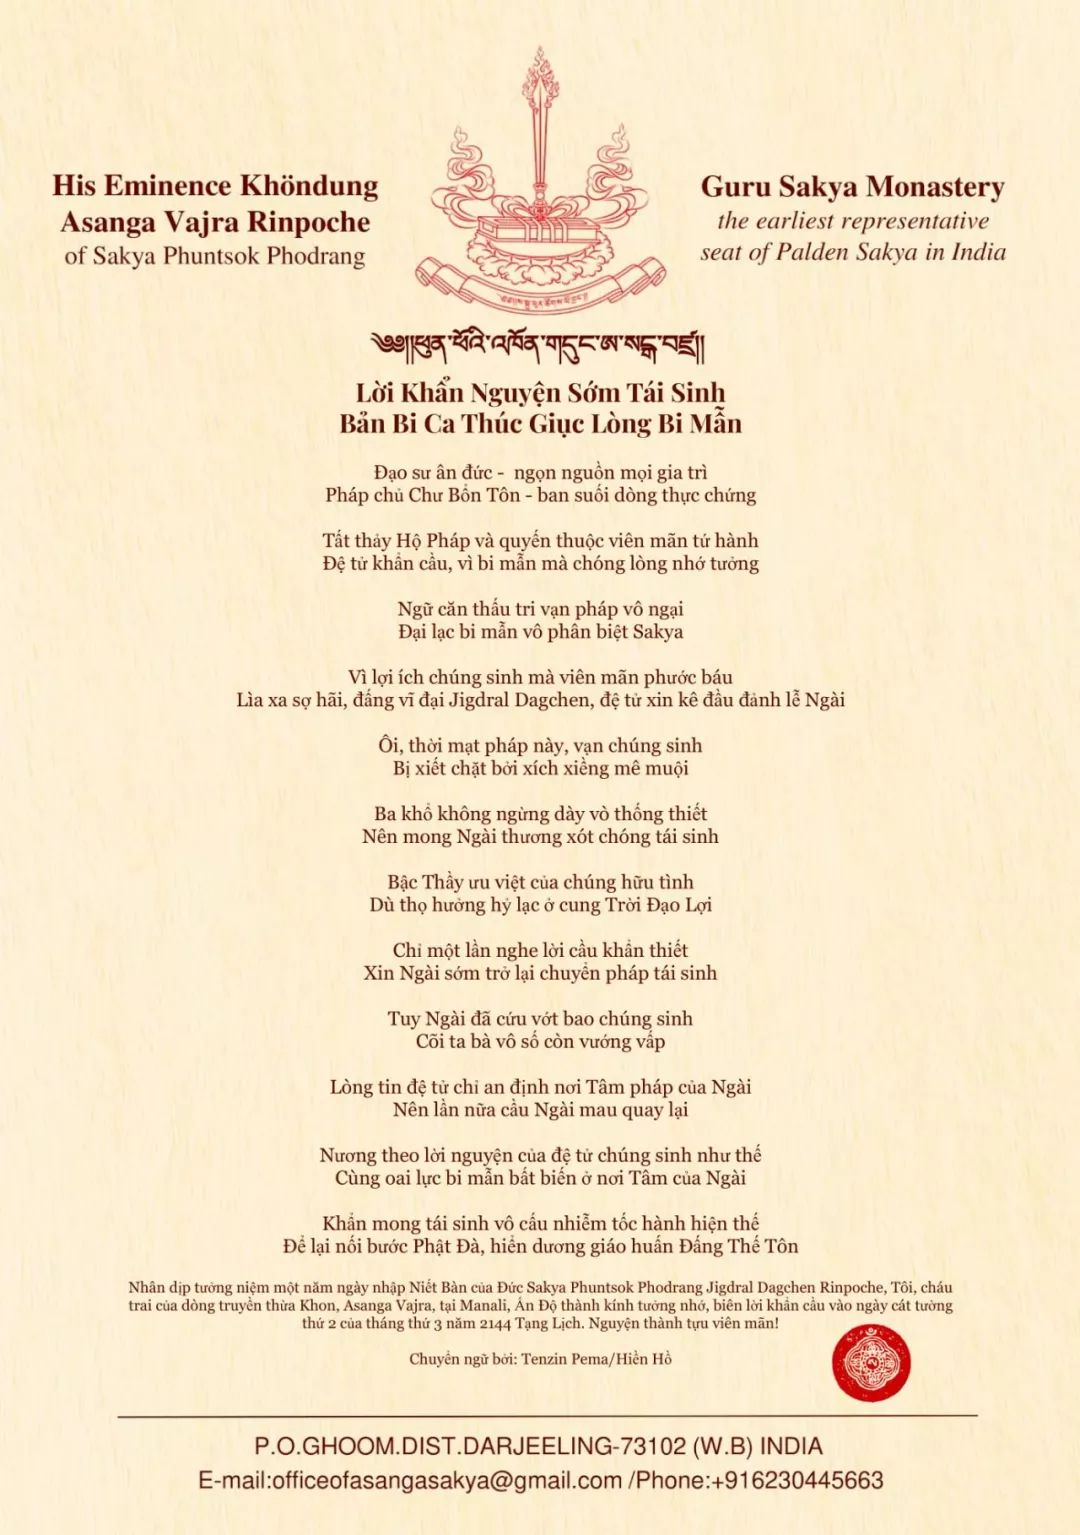 His Eminence Khöndung
Asanga Vajra Rinpoche
of Sakya Phuntsok Phodrang
Guru Sakya Monastery
the earliest representative
seat of Palden Sakya in India
༄༅།།ཕུན་ཕོའི་འཁོན་གདུང་ཨ་སངྒ་བཛྲ།།
Lời Khẩn Nguyện Sớm Tái Sinh
Bản Bi Ca Thúc Giục Lòng Bi Mẫn
Đạo sư ân đức - ngọn nguồn mọi gia trì
Pháp chủ Chư Bổn Tôn - ban suối dòng thực chứng
Tất thảy Hộ Pháp và quyến thuộc viên mãn tứ hành
Đệ tử khẩn cầu, vì bi mẫn mà chóng lòng nhớ tưởng
Ngữ căn thấu tri vạn pháp vô ngại
Đại lạc bi mẫn vô phân biệt Sakya
Vì lợi ích chúng sinh mà viên mãn phước báu
Lìa xa sợ hãi, đấng vĩ đại Jigdral Dagchen, đệ tử xin kê đầu đảnh lễ Ngài
Ôi, thời mạt pháp này, vạn chúng sinh
Bị xiết chặt bởi xích xiềng mê muội
Ba khổ không ngừng dày vò thống thiết
Nên mong Ngài thương xót chóng tái sinh
Bậc Thầy ưu việt của chúng hữu tình
Dù thọ hưởng hỷ lạc ở cung Trời Đạo Lợi
Chỉ một lần nghe lời cầu khẩn thiết
Xin Ngài sớm trở lại chuyển pháp tái sinh
Tuy Ngài đã cứu vớt bao chúng sinh
Cõi ta bà vô số còn vướng vấp
Lòng tin đệ tử chỉ an định nơi Tâm pháp của Ngài
Nên lần nữa cầu Ngài mau quay lại
Nương theo lời nguyện của đệ tử chúng sinh như thế
Cùng oai lực bi mẫn bất biến ở nơi Tâm của Ngài
Khẩn mong tái sinh vô cấu nhiễm tốc hành hiện thế
Để lại nối bước Phật Đà, hiển dương giáo huấn Đấng Thế Tôn
Nhân dịp tưởng niệm một năm ngày nhập Niết Bàn của Đức Sakya Phuntsok Phodrang Jigdral Dagchen Rinpoche, Tôi, cháu
trai của dòng truyền thừa Khon, Asanga Vajra, tại Manali, Ấn Độ thành kính tưởng nhớ, biên lời khẩn cầu vào ngày cát tường
thứ 2 của tháng thứ 3 năm 2144 Tạng Lịch. Nguyện thành tựu viên mãn!
Chuyển ngữ bởi: Tenzin Pema/Hiền Hồ
P.O.GHOOM.DIST.DARJEELING-73102 (W.B) INDIA
E-mail:officeofasangasakya@gmail.com /Phone:+916230445663